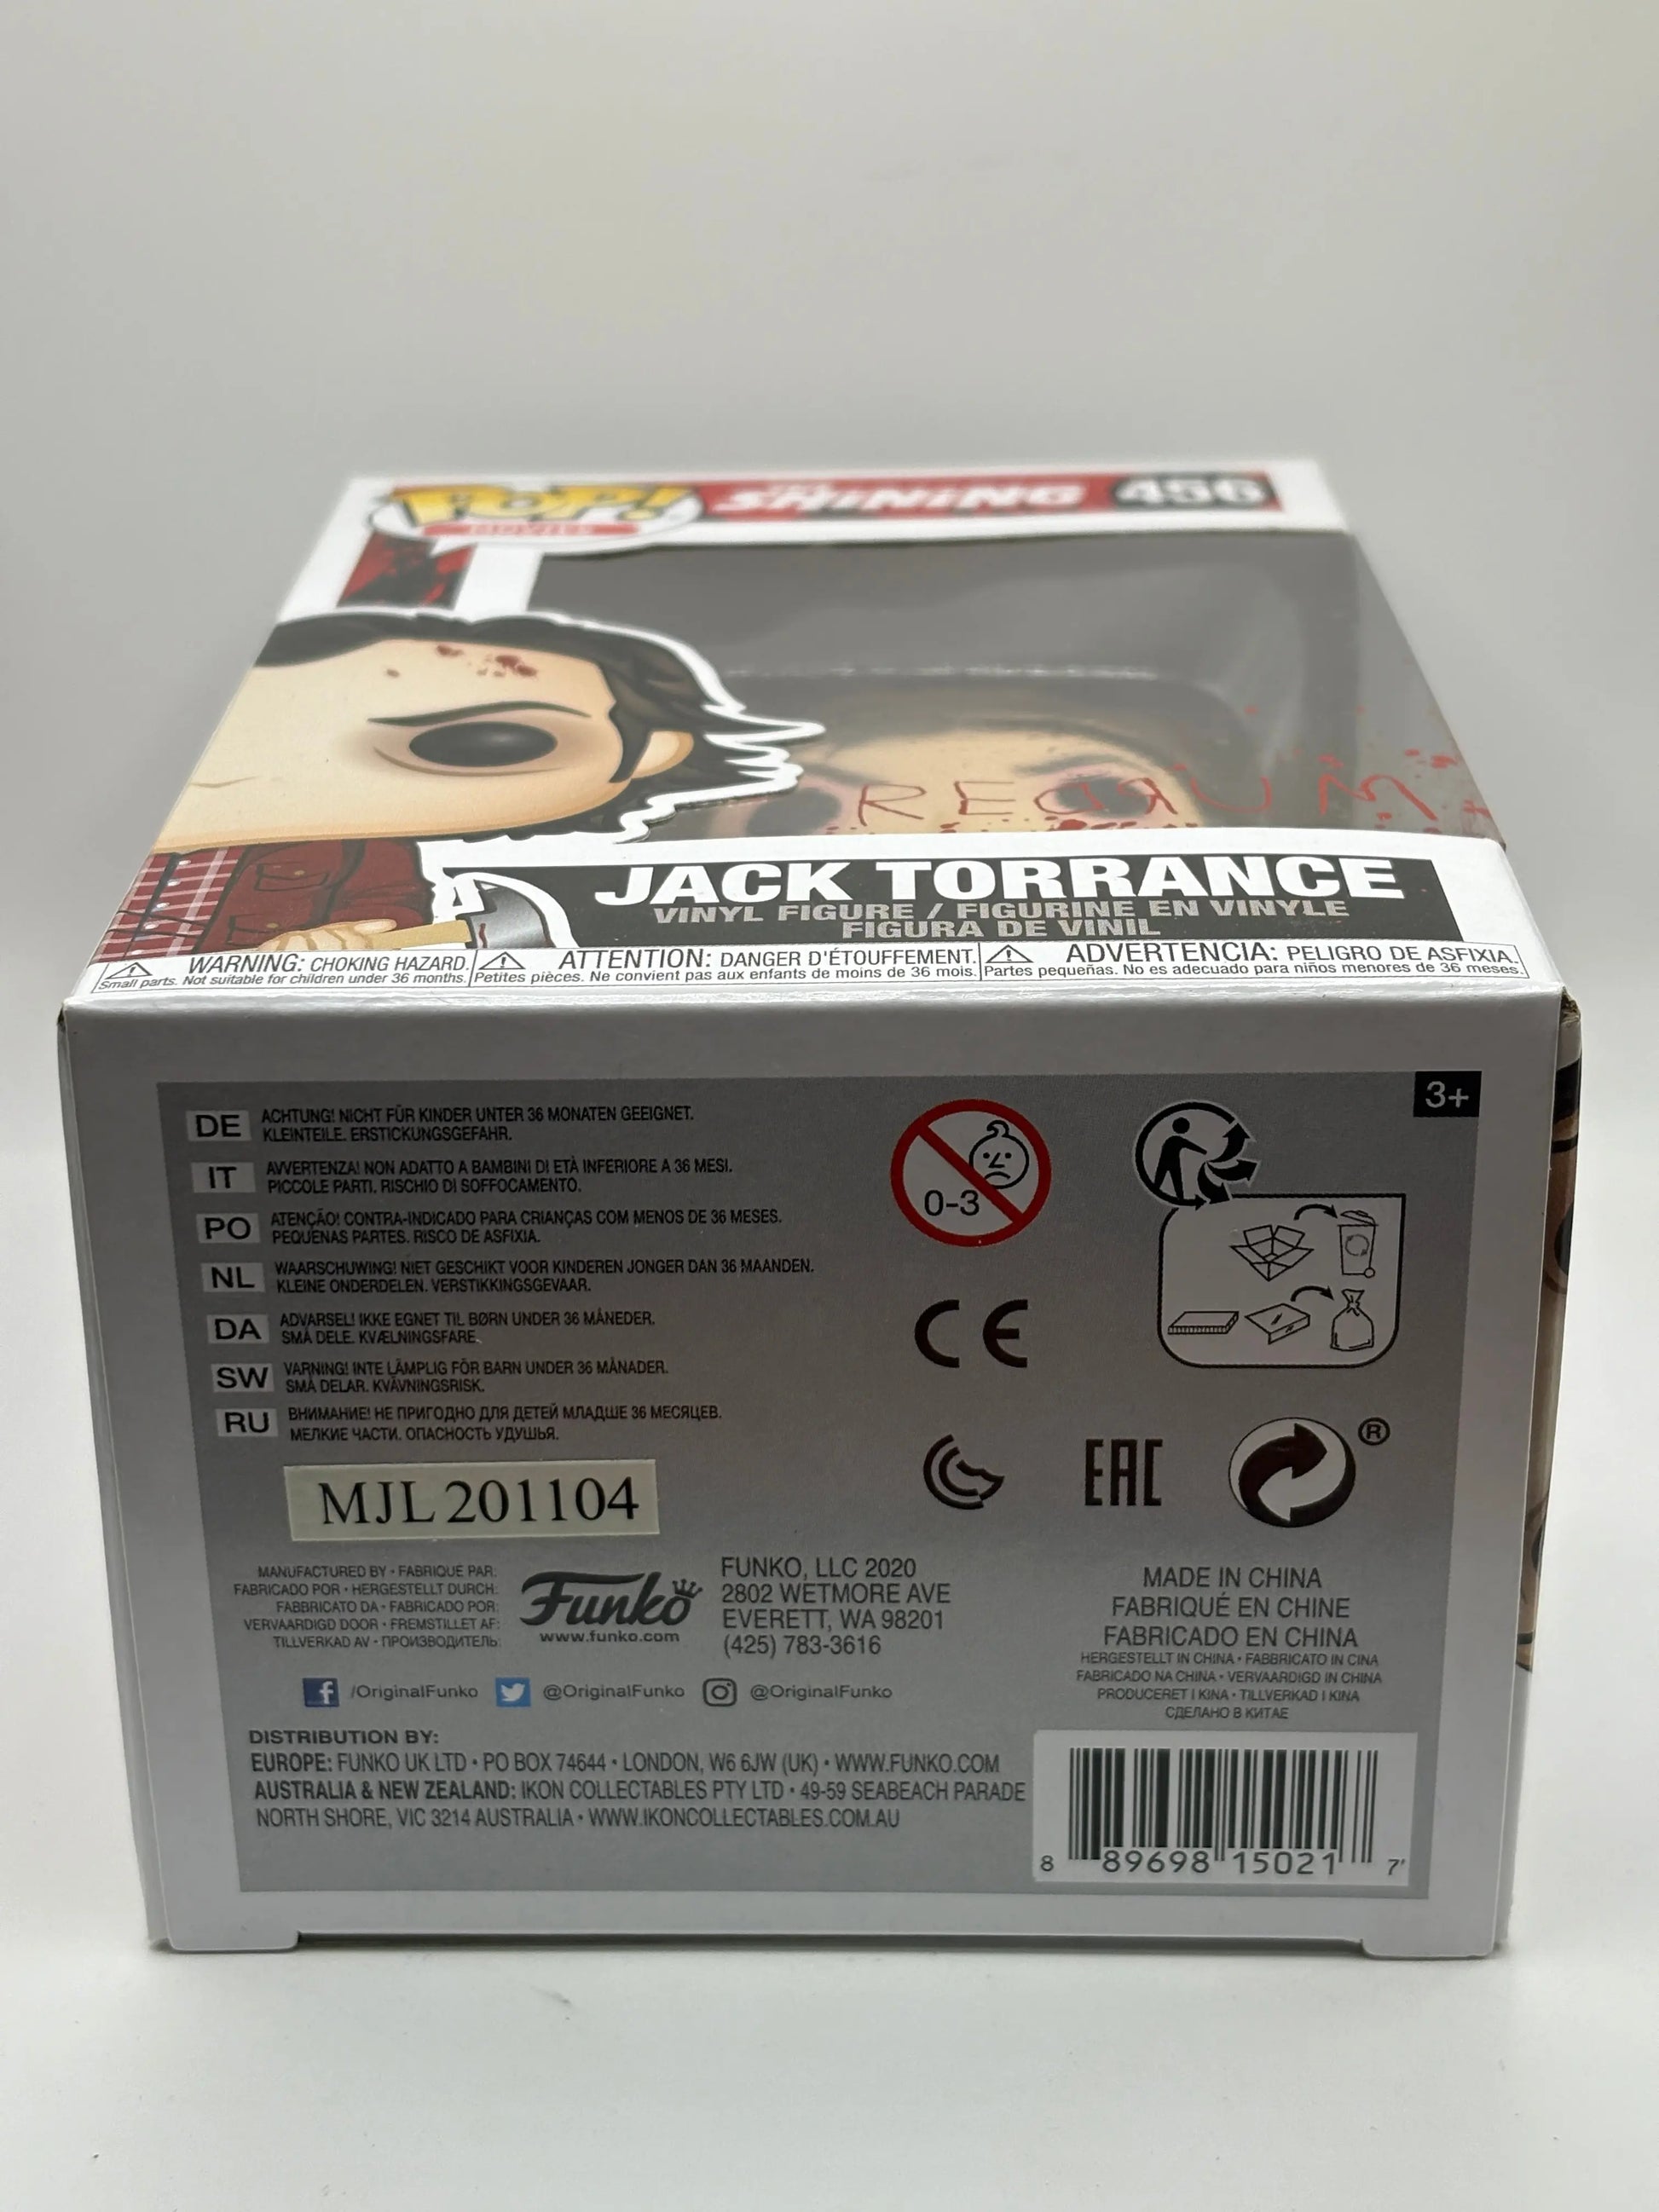 POP!
MOVIES
THE SHINING
456
REDRUM
JACK TORRANCE
VINYL FIGURE / FIGURINE EN VINYLE
FIGURA DE VINIL
WARNING: CHOKING HAZARD.
Small parts. Not suitable for children under 36 months.
ATTENTION: DANGER D'ÉTOUFFEMENT.
Petites pièces. Ne convient pas aux enfants de moins de 36 mois.
ADVERTENCIA: PELIGRO DE ASFIXIA.
Partes pequeñas. No es adecuado para niños menores de 36 meses.
3+
DE ACHTUNG! NICHT FÜR KINDER UNTER 36 MONATEN GEEIGNET.
KLEINTEILE. ERSTICKUNGSGEFAHR.
IT AVVERTENZA! NON ADATTO A BAMBINI DI ETÀ INFERIORE A 36 MESI.
PICCOLE PARTI. RISCHIO DI SOFFOCAMENTO.
PO ATENÇÃO! CONTRA-INDICADO PARA CRIANÇAS COM MENOS DE 36 MESES.
PEQUENAS PARTES. RISCO DE ASFIXIA.
NL WAARSCHUWING! NIET GESCHIKT VOOR KINDEREN JONGER DAN 36 MAANDEN.
KLEINE ONDERDELEN. VERSTIKKINGSGEVAAR.
DA ADVARSEL! IKKE EGNET TIL BØRN UNDER 36 MÅNEDER.
SMÅ DELE. KVÆLNINGSFARE.
SW VARNING! INTE LÄMPLIG FÖR BARN UNDER 36 MÅNADER.
SMÅ DELAR. KVÄVNINGSRISK.
RU ВНИМАНИЕ! НЕ ПРИГОДНО ДЛЯ ДЕТЕЙ МЛАДШЕ 36 МЕСЯЦЕВ.
МЕЛКИЕ ЧАСТИ. ОПАСНОСТЬ УДУШЬЯ.
0-3
CE
EAC
®
MJL 201104
MANUFACTURED BY • FABRIQUÉ PAR:
FABRICADO POR • HERGESTELLT DURCH:
FABBRICATO DA • FABRICADO POR:
VERVAARDIGD DOOR • FREMSTILLET AF:
TILLVERKAD AV • ПРОИЗВОДИТЕЛЬ:
Funko
www.funko.com
FUNKO, LLC 2020
2802 WETMORE AVE
EVERETT, WA 98201
(425) 783-3616
MADE IN CHINA
FABRIQUÉ EN CHINE
FABRICADO EN CHINA
HERGESTELLT IN CHINA • FABBRICATO IN CINA
FABRICADO NA CHINA • VERVAARDIGD IN CHINA
PRODUCERET I KINA • TILLVERKAD I KINA
СДЕЛАНО В КИТАЕ
f /OriginalFunko @OriginalFunko @OriginalFunko
DISTRIBUTION BY:
EUROPE: FUNKO UK LTD • PO BOX 74644 • LONDON, W6 6JW (UK) • WWW.FUNKO.COM
AUSTRALIA & NEW ZEALAND: IKON COLLECTABLES PTY LTD • 49-59 SEABEACH PARADE
NORTH SHORE, VIC 3214 AUSTRALIA • WWW.IKONCOLLECTABLES.COM.AU
8 89698 15021 7